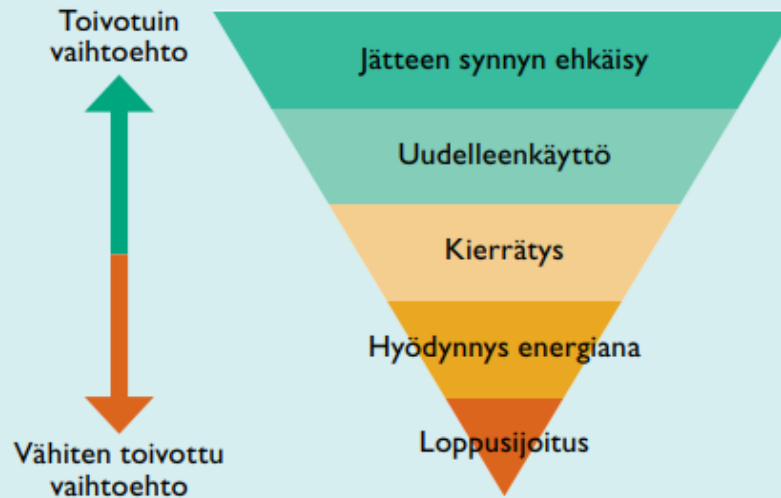 Toivotuin
vaihtoehto
Jätteen synnyn ehkäisy
Uudelleenkäyttö
Kierrätys
Hyödynnys energiana
Loppusijoitus
Vähiten toivottu
vaihtoehto